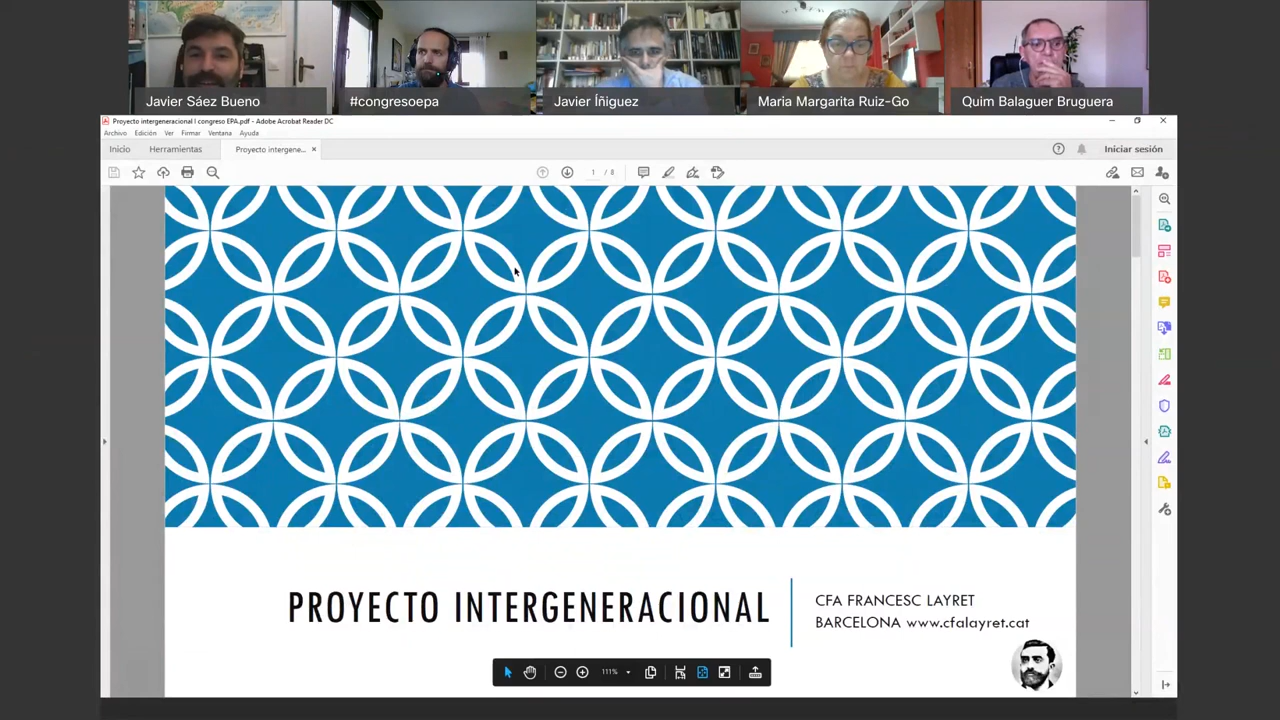 Javier Sáez Bueno
#congresoepa
Javier Íñiguez
Maria Margarita Ruiz-Go
Quim Balaguer Bruguera
Proyecto intergeneracional I congreso EPA.pdf - Adobe Acrobat Reader DC
Archivo Edición Ver Firmar Ventana Ayuda
Inicio Herramientas Proyecto intergene... Iniciar sesión
1 / 8
PROYECTO INTERGENERACIONAL
CFA FRANCESC LAYRET
BARCELONA www.cfalayret.cat
111%